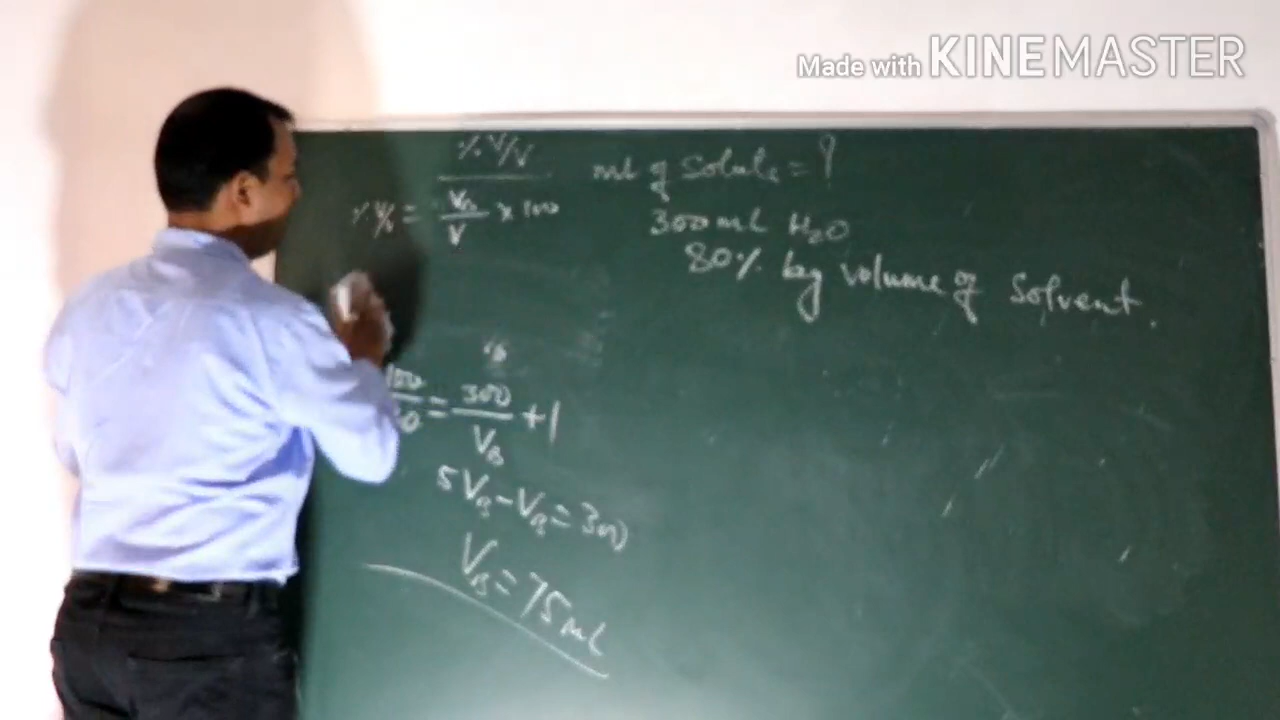 Made with KINEMASTER
% V/V
ml of Solute = ?
% V/V = VB/V × 100
300 ml H2O
80% by volume of Solvent.
100/20 = 300/VB + 1
5VB - VB = 300
VB = 75 ml